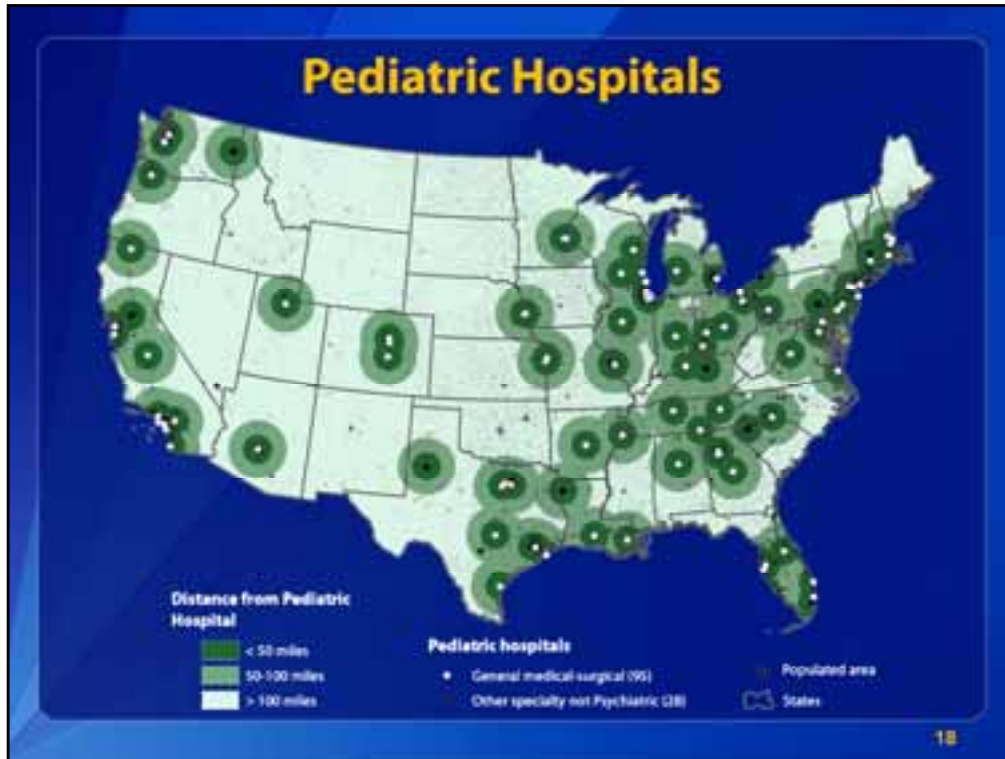 Pediatric Hospitals
Distance from Pediatric
Hospital
< 50 miles
50-100 miles
> 100 miles
Pediatric hospitals
General medical-surgical (95)
Other specialty not Psychiatric (28)
Populated area
States
18